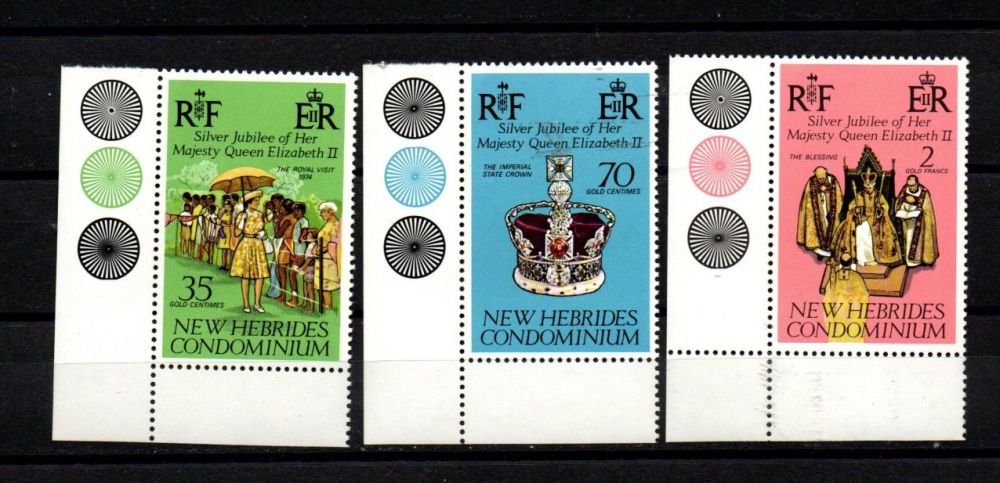 RF EIIR
Silver Jubilee of Her
Majesty Queen Elizabeth II
THE ROYAL VISIT
1974
35
GOLD CENTIMES
NEW HEBRIDES
CONDOMINIUM
RF EIIR
Silver Jubilee of Her
Majesty Queen Elizabeth II
THE IMPERIAL
STATE CROWN
70
GOLD CENTIMES
NEW HEBRIDES
CONDOMINIUM
RF EIIR
Silver Jubilee of Her
Majesty Queen Elizabeth II
THE BLESSING
2
GOLD FRANCS
NEW HEBRIDES
CONDOMINIUM